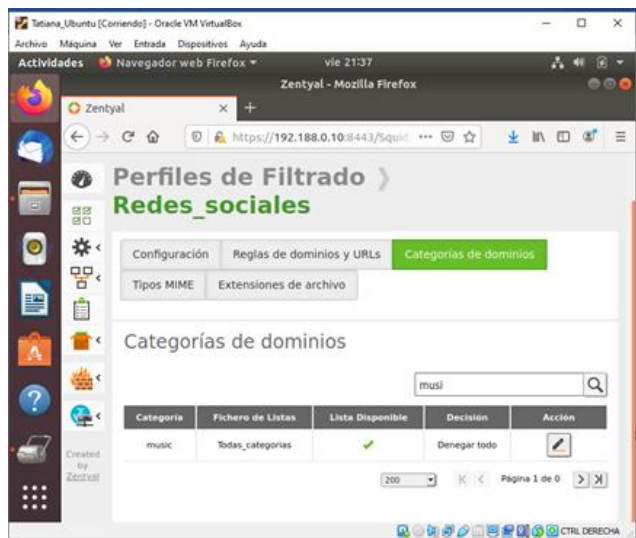 Tatiana_Ubuntu [Corriendo] - Oracle VM VirtualBox
Archivo Máquina Ver Entrada Dispositivos Ayuda
Actividades Navegador web Firefox vie 21:37
Zentyal - Mozilla Firefox
Zentyal
https://192.188.0.10:8443/Squid
Perfiles de Filtrado
Redes_sociales
Configuración Reglas de dominios y URLs Categorías de dominios
Tipos MIME Extensiones de archivo
Categorías de dominios
musi
Categoría Fichero de Listas Lista Disponible Decisión Acción
music Todas_categorias Denegar todo
200 Página 1 de 0
Created
by
Zentyal
CTRL DERECHA